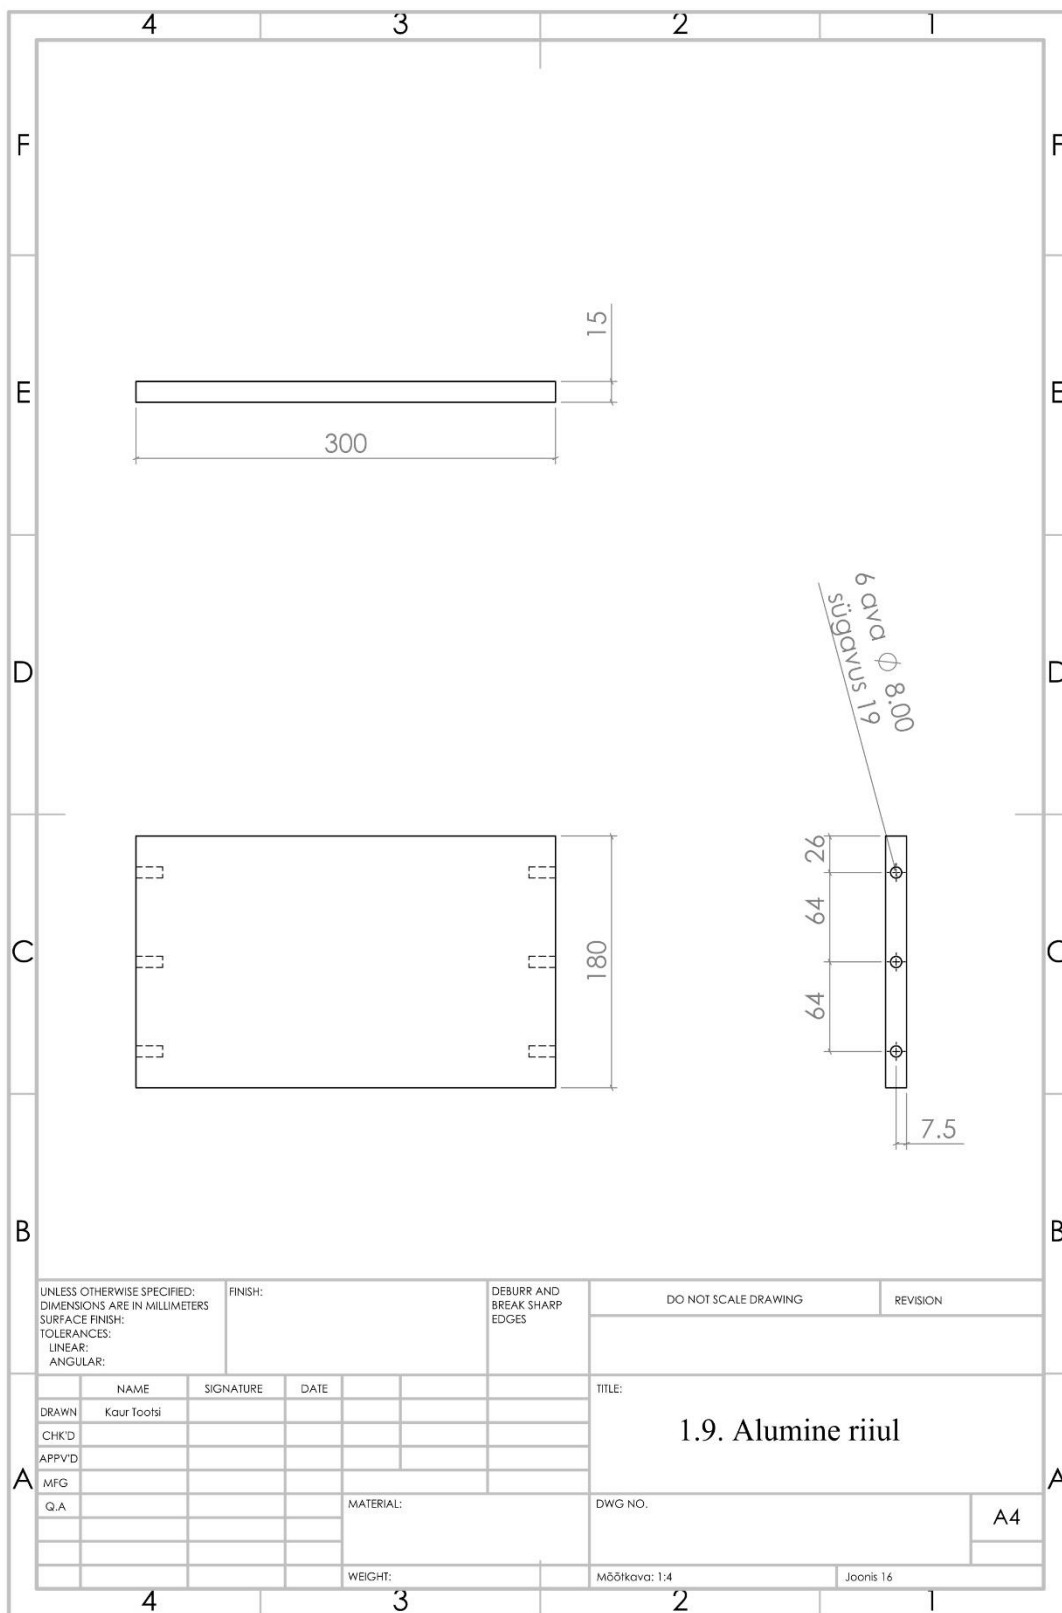 4 3 2 1
F F
15
E E
300
6 ava ∅ 8.00
sügavus 19
D D
26
64
C 180 C
64
7.5
B B
UNLESS OTHERWISE SPECIFIED:
DIMENSIONS ARE IN MILLIMETERS
SURFACE FINISH:
TOLERANCES:
LINEAR:
ANGULAR:
FINISH:
DEBURR AND
BREAK SHARP
EDGES
DO NOT SCALE DRAWING
REVISION
NAME SIGNATURE DATE
TITLE:
DRAWN Kaur Tootsi
1.9. Alumine riiul
CHK'D
APPV'D
MFG
A A
Q.A
MATERIAL:
DWG NO.
A4
WEIGHT:
Mõõtkava: 1:4
Joonis 16
4 3 2 1